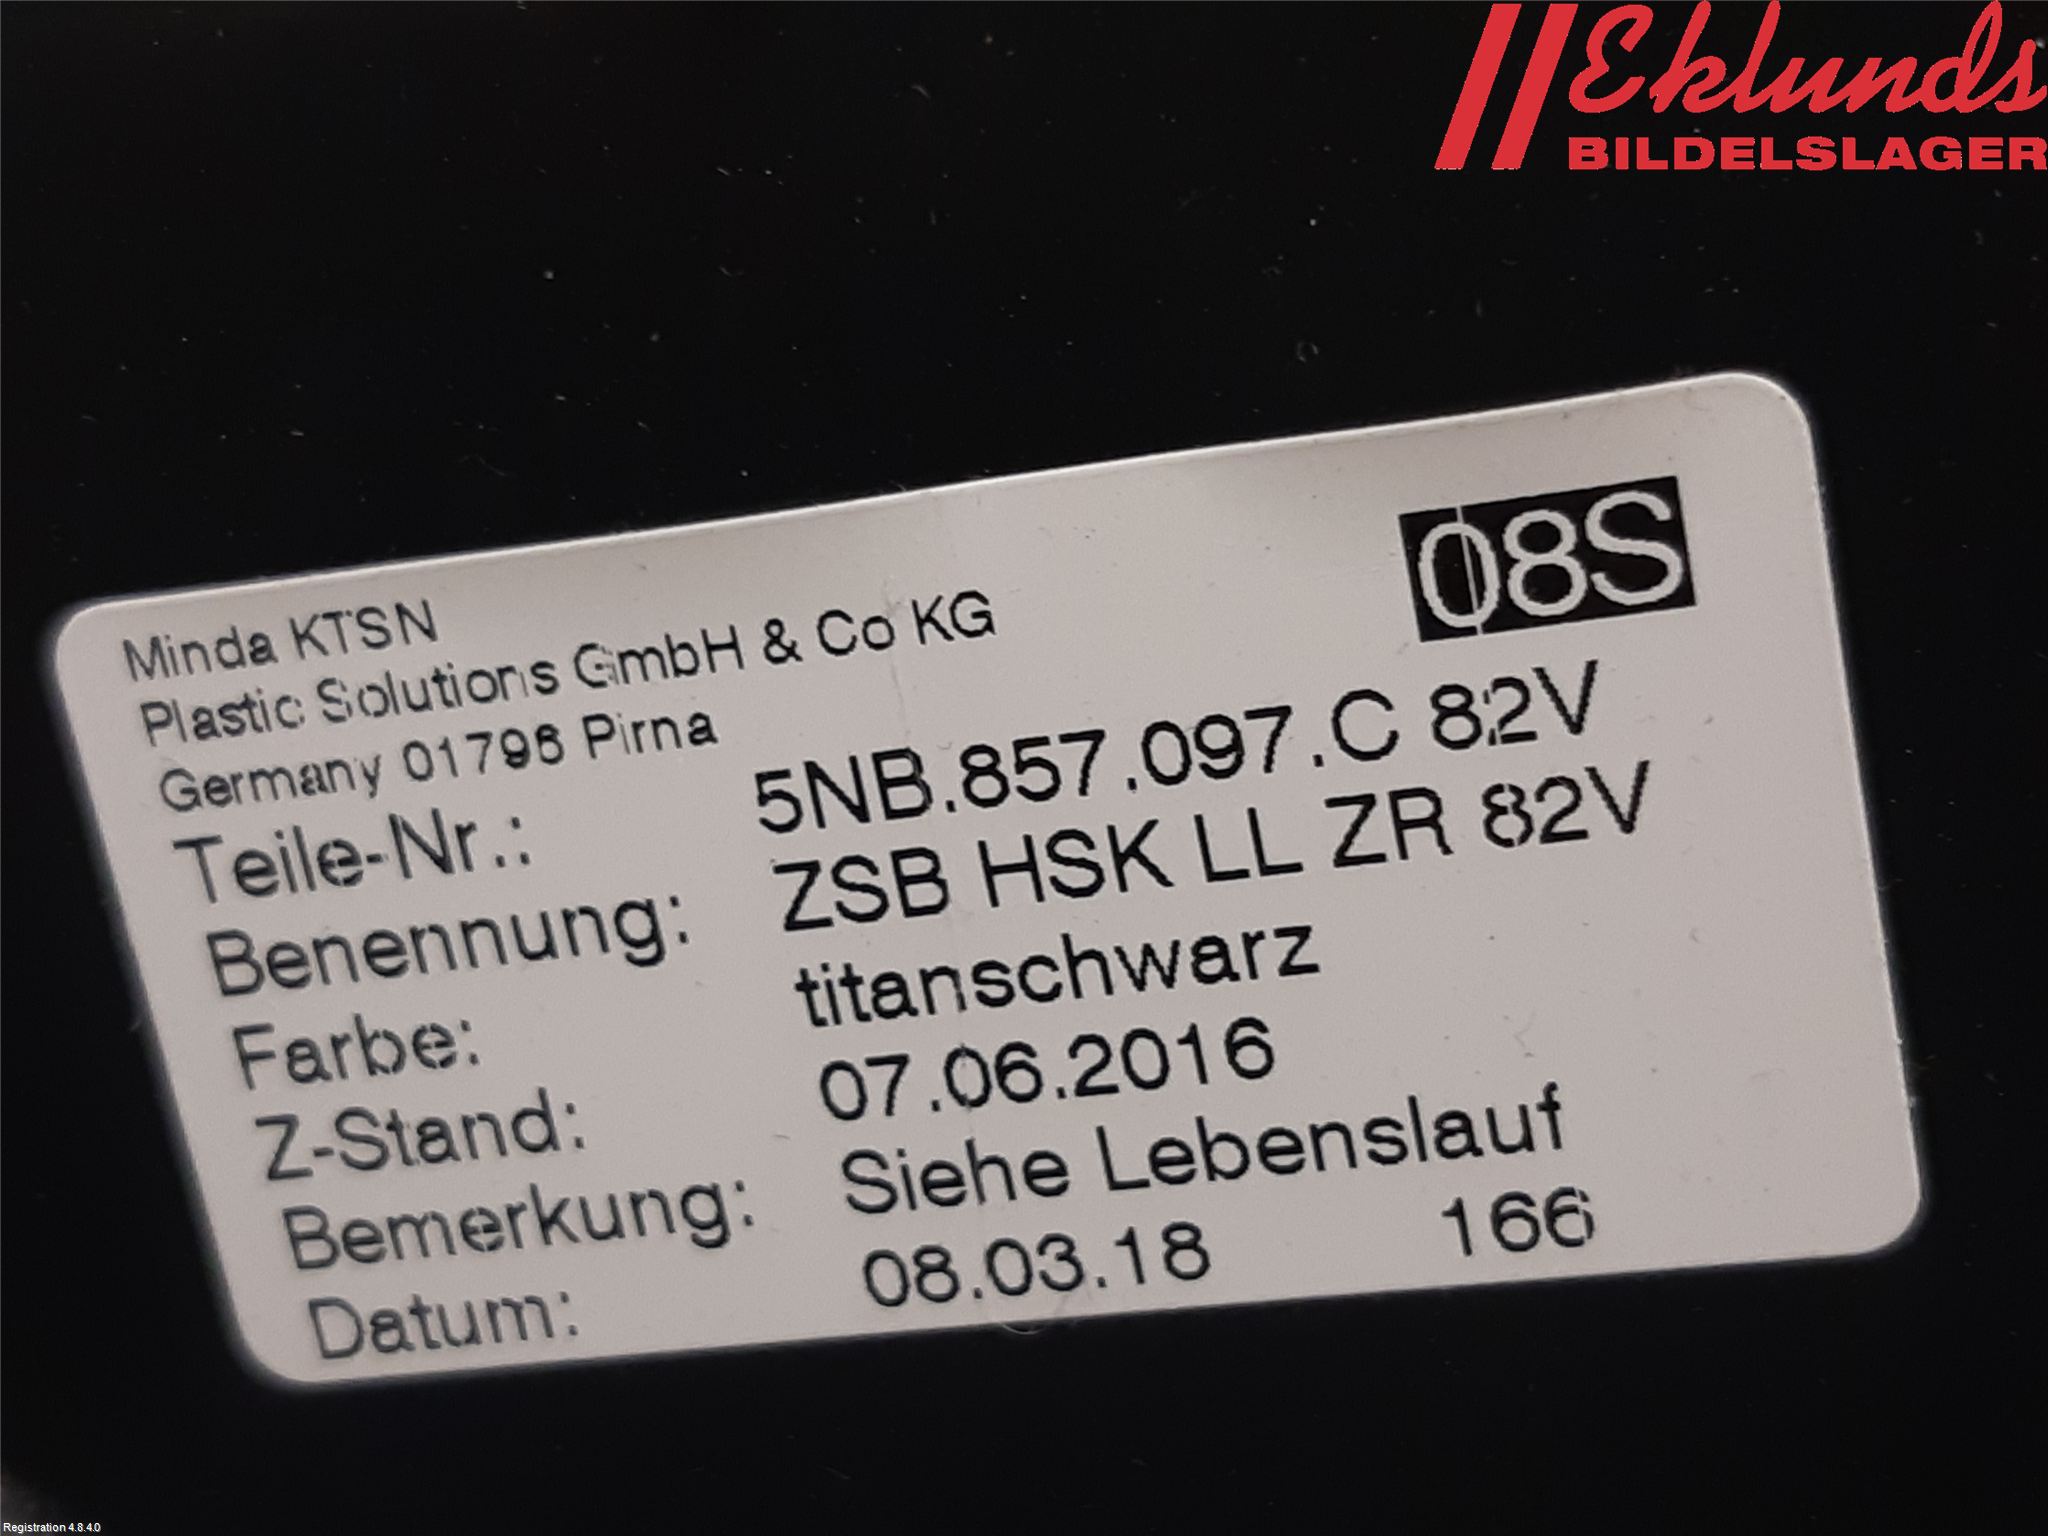 Eklunds
BILDELSLAGER
08S
Minda KTSN
Plastic Solutions GmbH & Co KG
Germany 01796 Pirna
Teile-Nr.: 5NB.857.097.C 82V
Benennung: ZSB HSK LL ZR 82V
Farbe: titanschwarz
Z-Stand: 07.06.2016
Bemerkung: Siehe Lebenslauf
Datum: 08.03.18 166
Registration 4.8.4.0